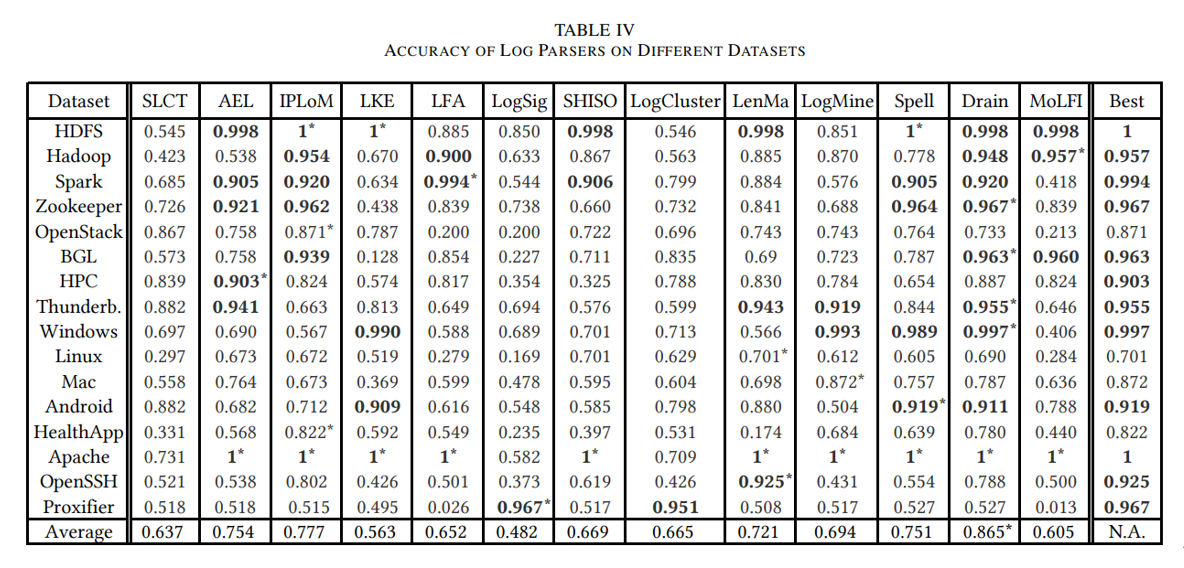 TABLE IV
ACCURACY OF LOG PARSERS ON DIFFERENT DATASETS
Dataset SLCT AEL IPLoM LKE LFA LogSig SHISO LogCluster LenMa LogMine Spell Drain MoLFI Best
HDFS 0.545 0.998 1* 1* 0.885 0.850 0.998 0.546 0.998 0.851 1* 0.998 0.998 1
Hadoop 0.423 0.538 0.954 0.670 0.900 0.633 0.867 0.563 0.885 0.870 0.778 0.948 0.957* 0.957
Spark 0.685 0.905 0.920 0.634 0.994* 0.544 0.906 0.799 0.884 0.576 0.905 0.920 0.418 0.994
Zookeeper 0.726 0.921 0.962 0.438 0.839 0.738 0.660 0.732 0.841 0.688 0.964 0.967* 0.839 0.967
OpenStack 0.867 0.758 0.871* 0.787 0.200 0.200 0.722 0.696 0.743 0.743 0.764 0.733 0.213 0.871
BGL 0.573 0.758 0.939 0.128 0.854 0.227 0.711 0.835 0.69 0.723 0.787 0.963* 0.960 0.963
HPC 0.839 0.903* 0.824 0.574 0.817 0.354 0.325 0.788 0.830 0.784 0.654 0.887 0.824 0.903
Thunderb. 0.882 0.941 0.663 0.813 0.649 0.694 0.576 0.599 0.943 0.919 0.844 0.955* 0.646 0.955
Windows 0.697 0.690 0.567 0.990 0.588 0.689 0.701 0.713 0.566 0.993 0.989 0.997* 0.406 0.997
Linux 0.297 0.673 0.672 0.519 0.279 0.169 0.701 0.629 0.701* 0.612 0.605 0.690 0.284 0.701
Mac 0.558 0.764 0.673 0.369 0.599 0.478 0.595 0.604 0.698 0.872* 0.757 0.787 0.636 0.872
Android 0.882 0.682 0.712 0.909 0.616 0.548 0.585 0.798 0.880 0.504 0.919* 0.911 0.788 0.919
HealthApp 0.331 0.568 0.822* 0.592 0.549 0.235 0.397 0.531 0.174 0.684 0.639 0.780 0.440 0.822
Apache 0.731 1* 1* 1* 1* 0.582 1* 0.709 1* 1* 1* 1* 1* 1
OpenSSH 0.521 0.538 0.802 0.426 0.501 0.373 0.619 0.426 0.925* 0.431 0.554 0.788 0.500 0.925
Proxifier 0.518 0.518 0.515 0.495 0.026 0.967* 0.517 0.951 0.508 0.517 0.527 0.527 0.013 0.967
Average 0.637 0.754 0.777 0.563 0.652 0.482 0.669 0.665 0.721 0.694 0.751 0.865* 0.605 N.A.